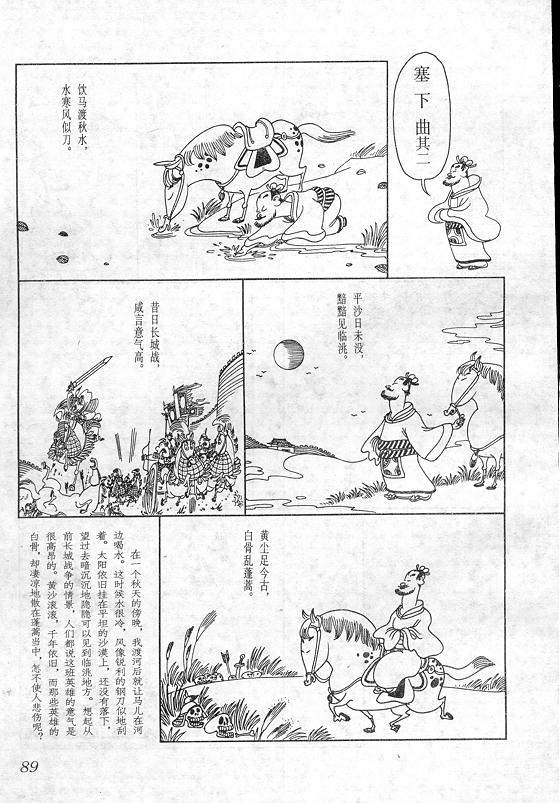 塞下曲其二
饮马渡秋水，
水寒风似刀。
平沙日未没，
黯黯见临洮。
昔日长城战，
咸言意气高。
黄尘足今古，
白骨乱蓬蒿。
在一个秋天的傍晚，我渡河后就让马儿在河
边喝水。这时候水很冷，风像锐利的钢刀似地刮
着。太阳依旧挂在平坦的沙漠上，还没有落下，
望过去暗沉沉地隐隐可以见到临洮地方。想起从
前长城战争的情景，人们都说这班英雄的意气是
很高昂的。黄沙滚滚，千年依旧，而那些英雄的
白骨，却凄凉地散在蓬蒿当中，怎不使人悲伤呢？
89